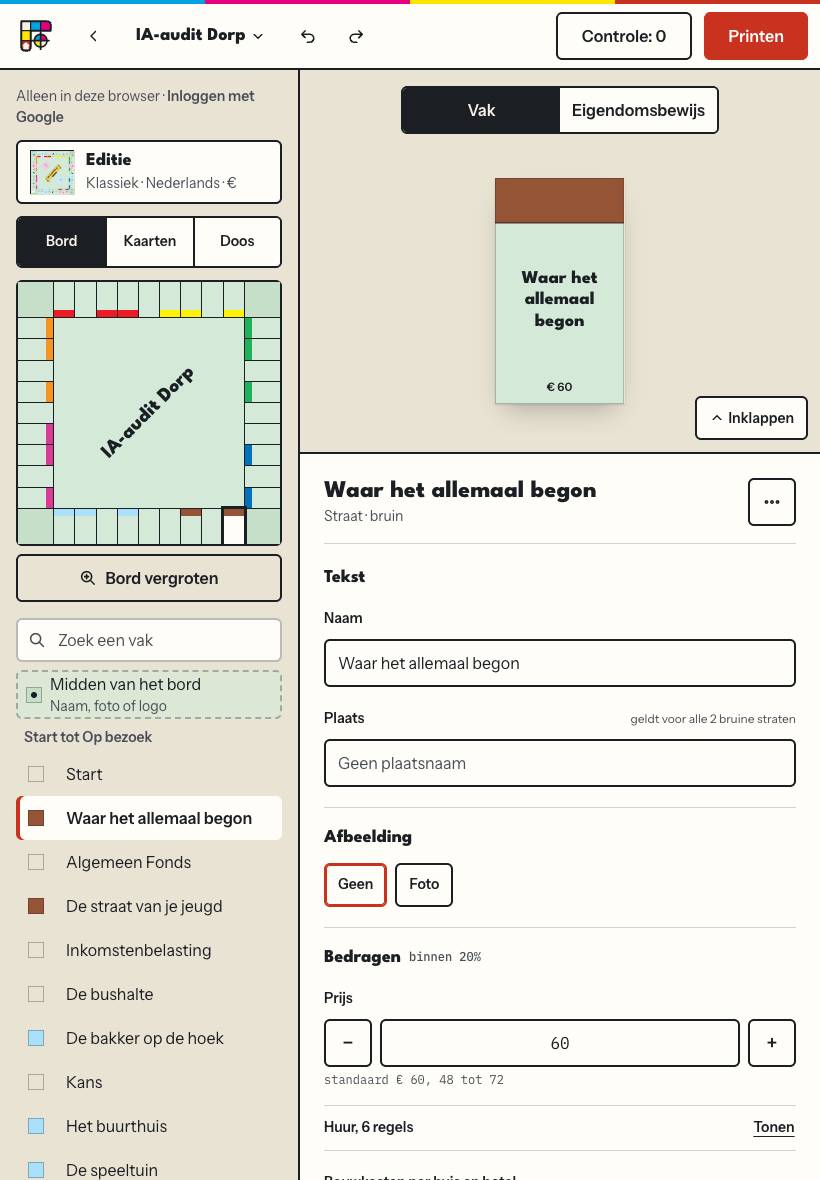 IA-audit Dorp
Controle: 0
Printen
Alleen in deze browser · Inloggen met
Google
Editie
Klassiek · Nederlands · €
Bord
Kaarten
Doos
IA-audit Dorp
Bord vergroten
Zoek een vak
Midden van het bord
Naam, foto of logo
Start tot Op bezoek
Start
Waar het allemaal begon
Algemeen Fonds
De straat van je jeugd
Inkomstenbelasting
De bushalte
De bakker op de hoek
Kans
Het buurthuis
De speeltuin
Vak
Eigendomsbewijs
Waar het
allemaal
begon
€ 60
Inklappen
Waar het allemaal begon
Straat · bruin
Tekst
Naam
Waar het allemaal begon
Plaats
geldt voor alle 2 bruine straten
Geen plaatsnaam
Afbeelding
Geen
Foto
Bedragen binnen 20%
Prijs
−
60
+
standaard € 60, 48 tot 72
Huur, 6 regels
Tonen